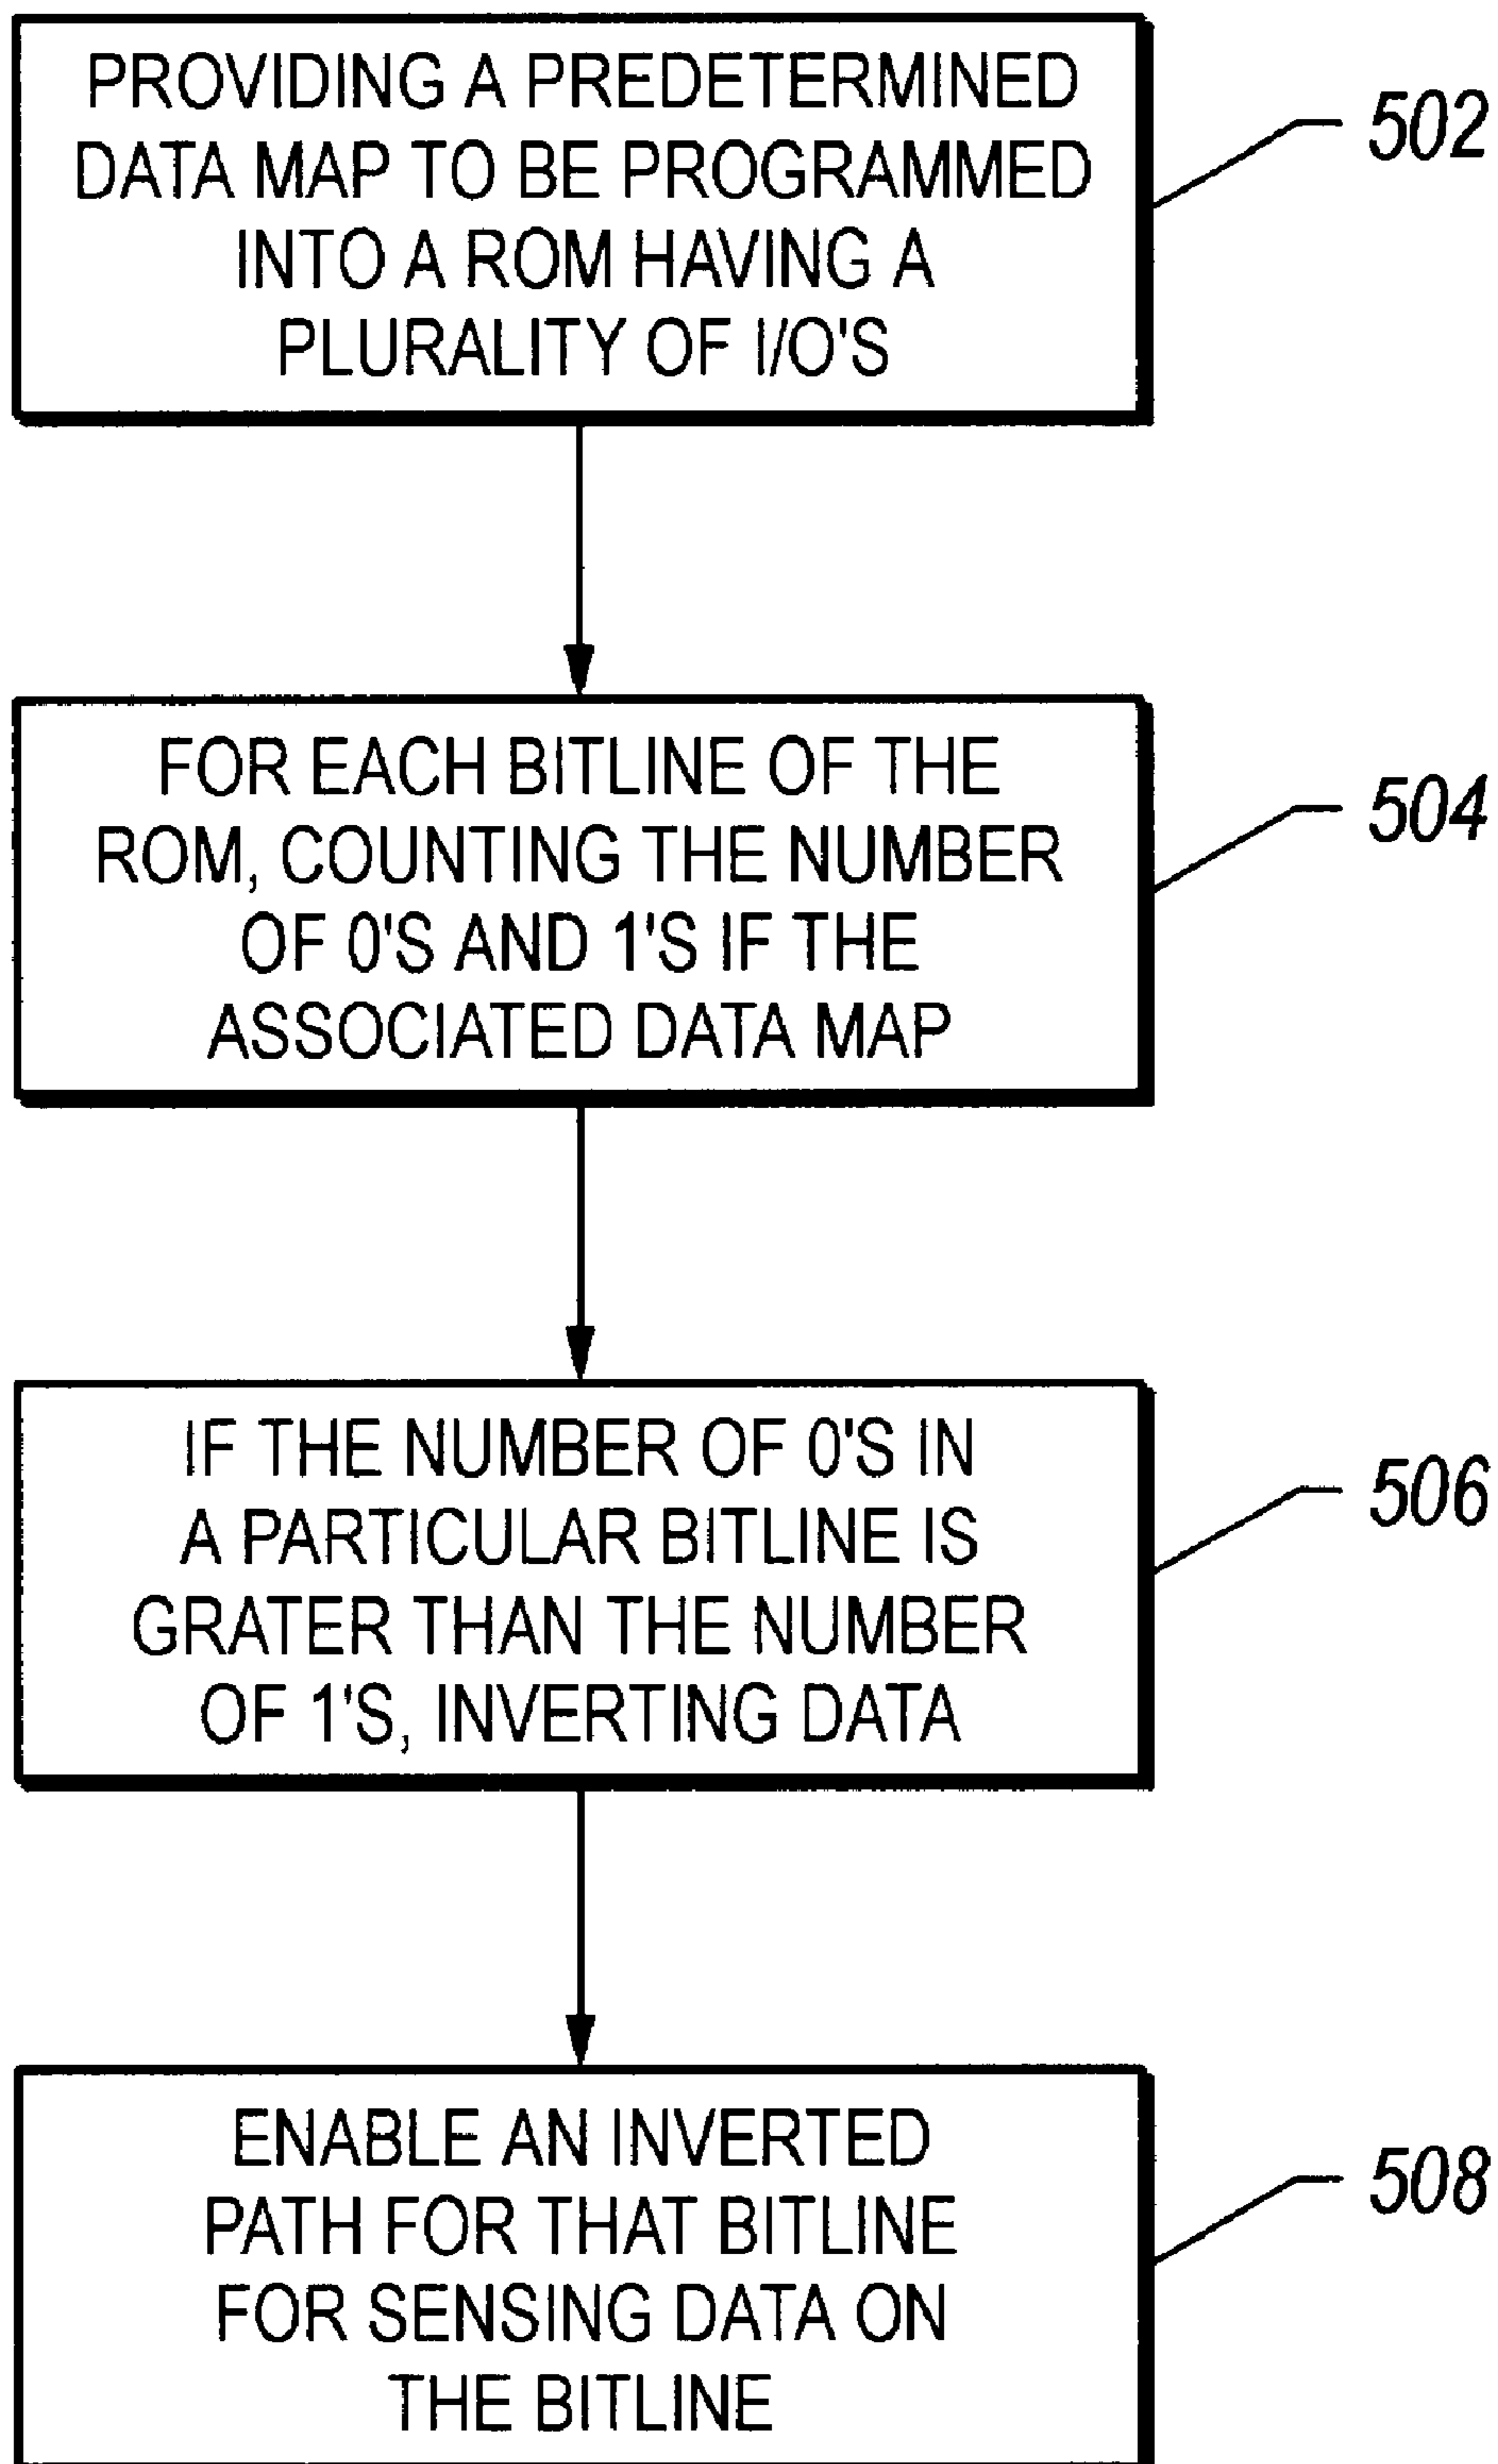 PROVIDING A PREDETERMINED
DATA MAP TO BE PROGRAMMED
INTO A ROM HAVING A
PLURALITY OF I/O'S
502
FOR EACH BITLINE OF THE
ROM, COUNTING THE NUMBER
OF 0'S AND 1'S IF THE
ASSOCIATED DATA MAP
504
IF THE NUMBER OF 0'S IN
A PARTICULAR BITLINE IS
GRATER THAN THE NUMBER
OF 1'S, INVERTING DATA
506
ENABLE AN INVERTED
PATH FOR THAT BITLINE
FOR SENSING DATA ON
THE BITLINE
508